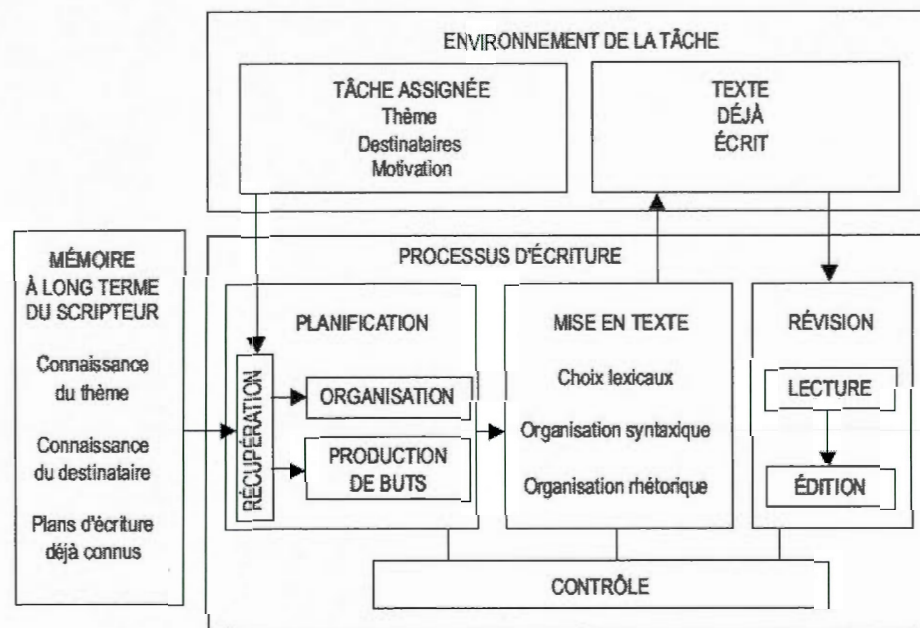 ENVIRONNEMENT DE LA TÂCHE
TÂCHE ASSIGNÉE
Thème
Destinataires
Motivation
TEXTE
DÉJÀ
ÉCRIT
MÉMOIRE
À LONG TERME
DU SCRIPTEUR
Connaissance
du thème
Connaissance
du destinataire
Plans d'écriture
déjà connus
PROCESSUS D'ÉCRITURE
PLANIFICATION
RÉCUPÉRATION
ORGANISATION
PRODUCTION
DE BUTS
MISE EN TEXTE
Choix lexicaux
Organisation syntaxique
Organisation rhétorique
RÉVISION
LECTURE
ÉDITION
CONTRÔLE